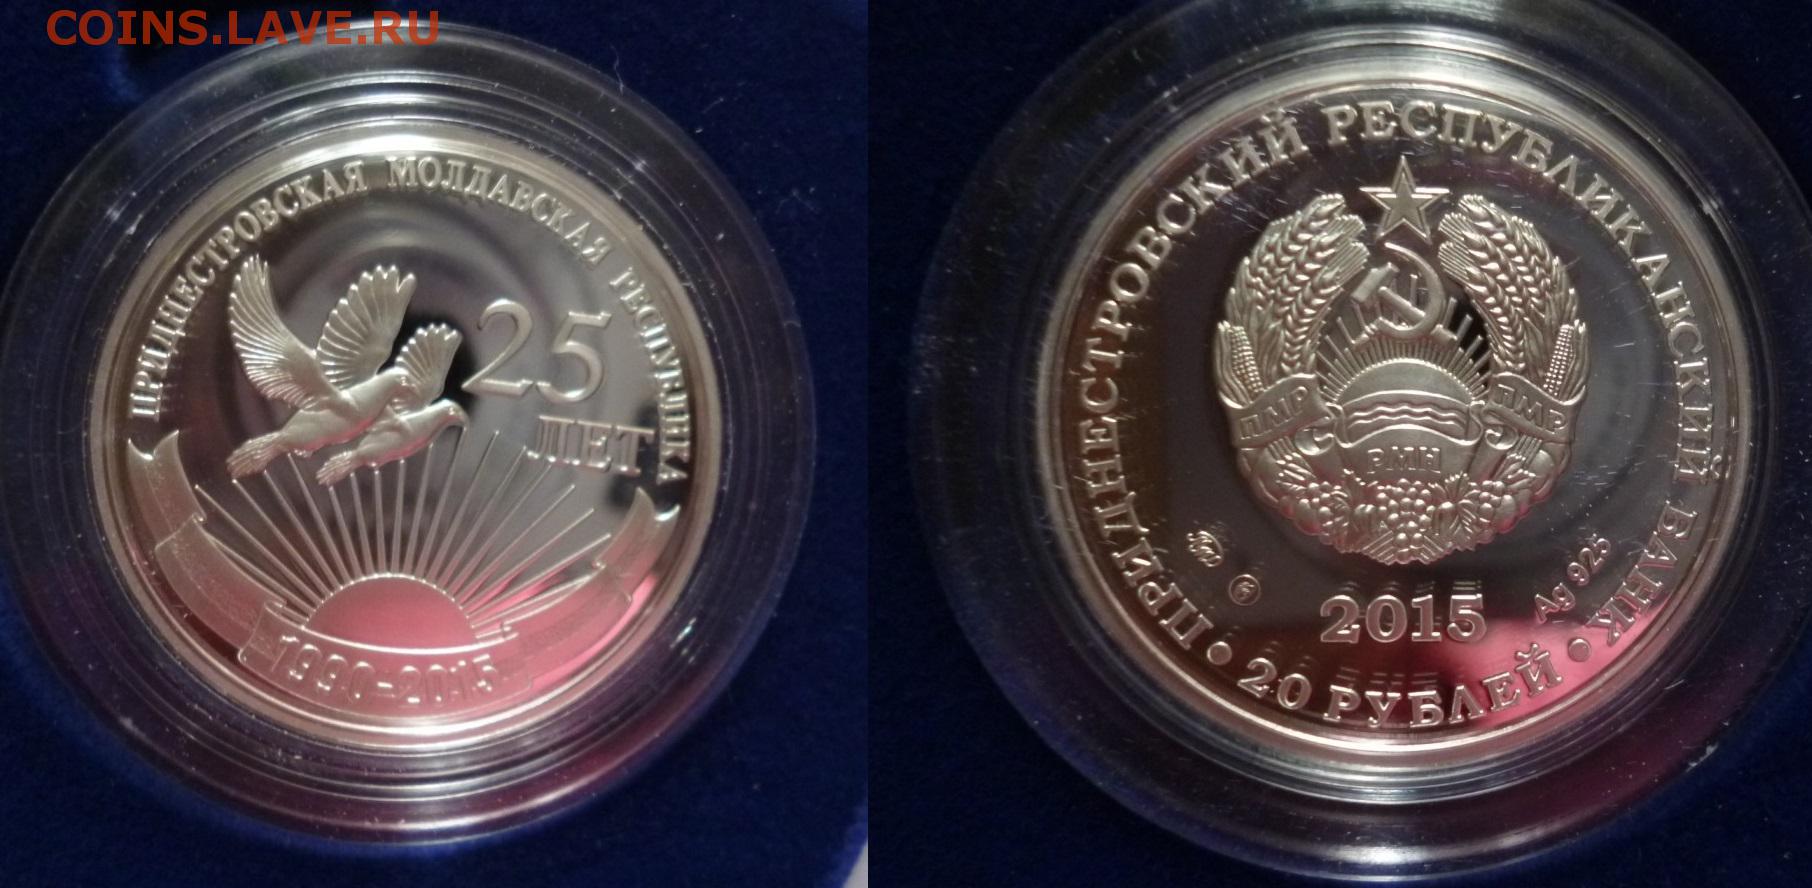 COINS.LAVE.RU
ПРИДНЕСТРОВСКАЯ МОЛДАВСКАЯ РЕСПУБЛИКА
25
ЛЕТ
1990-2015
ПРИДНЕСТРОВСКИЙ РЕСПУБЛИКАНСКИЙ БАНК
ПМР ПМР
РМН
Ag 925
2015
• 20 РУБЛЕЙ •